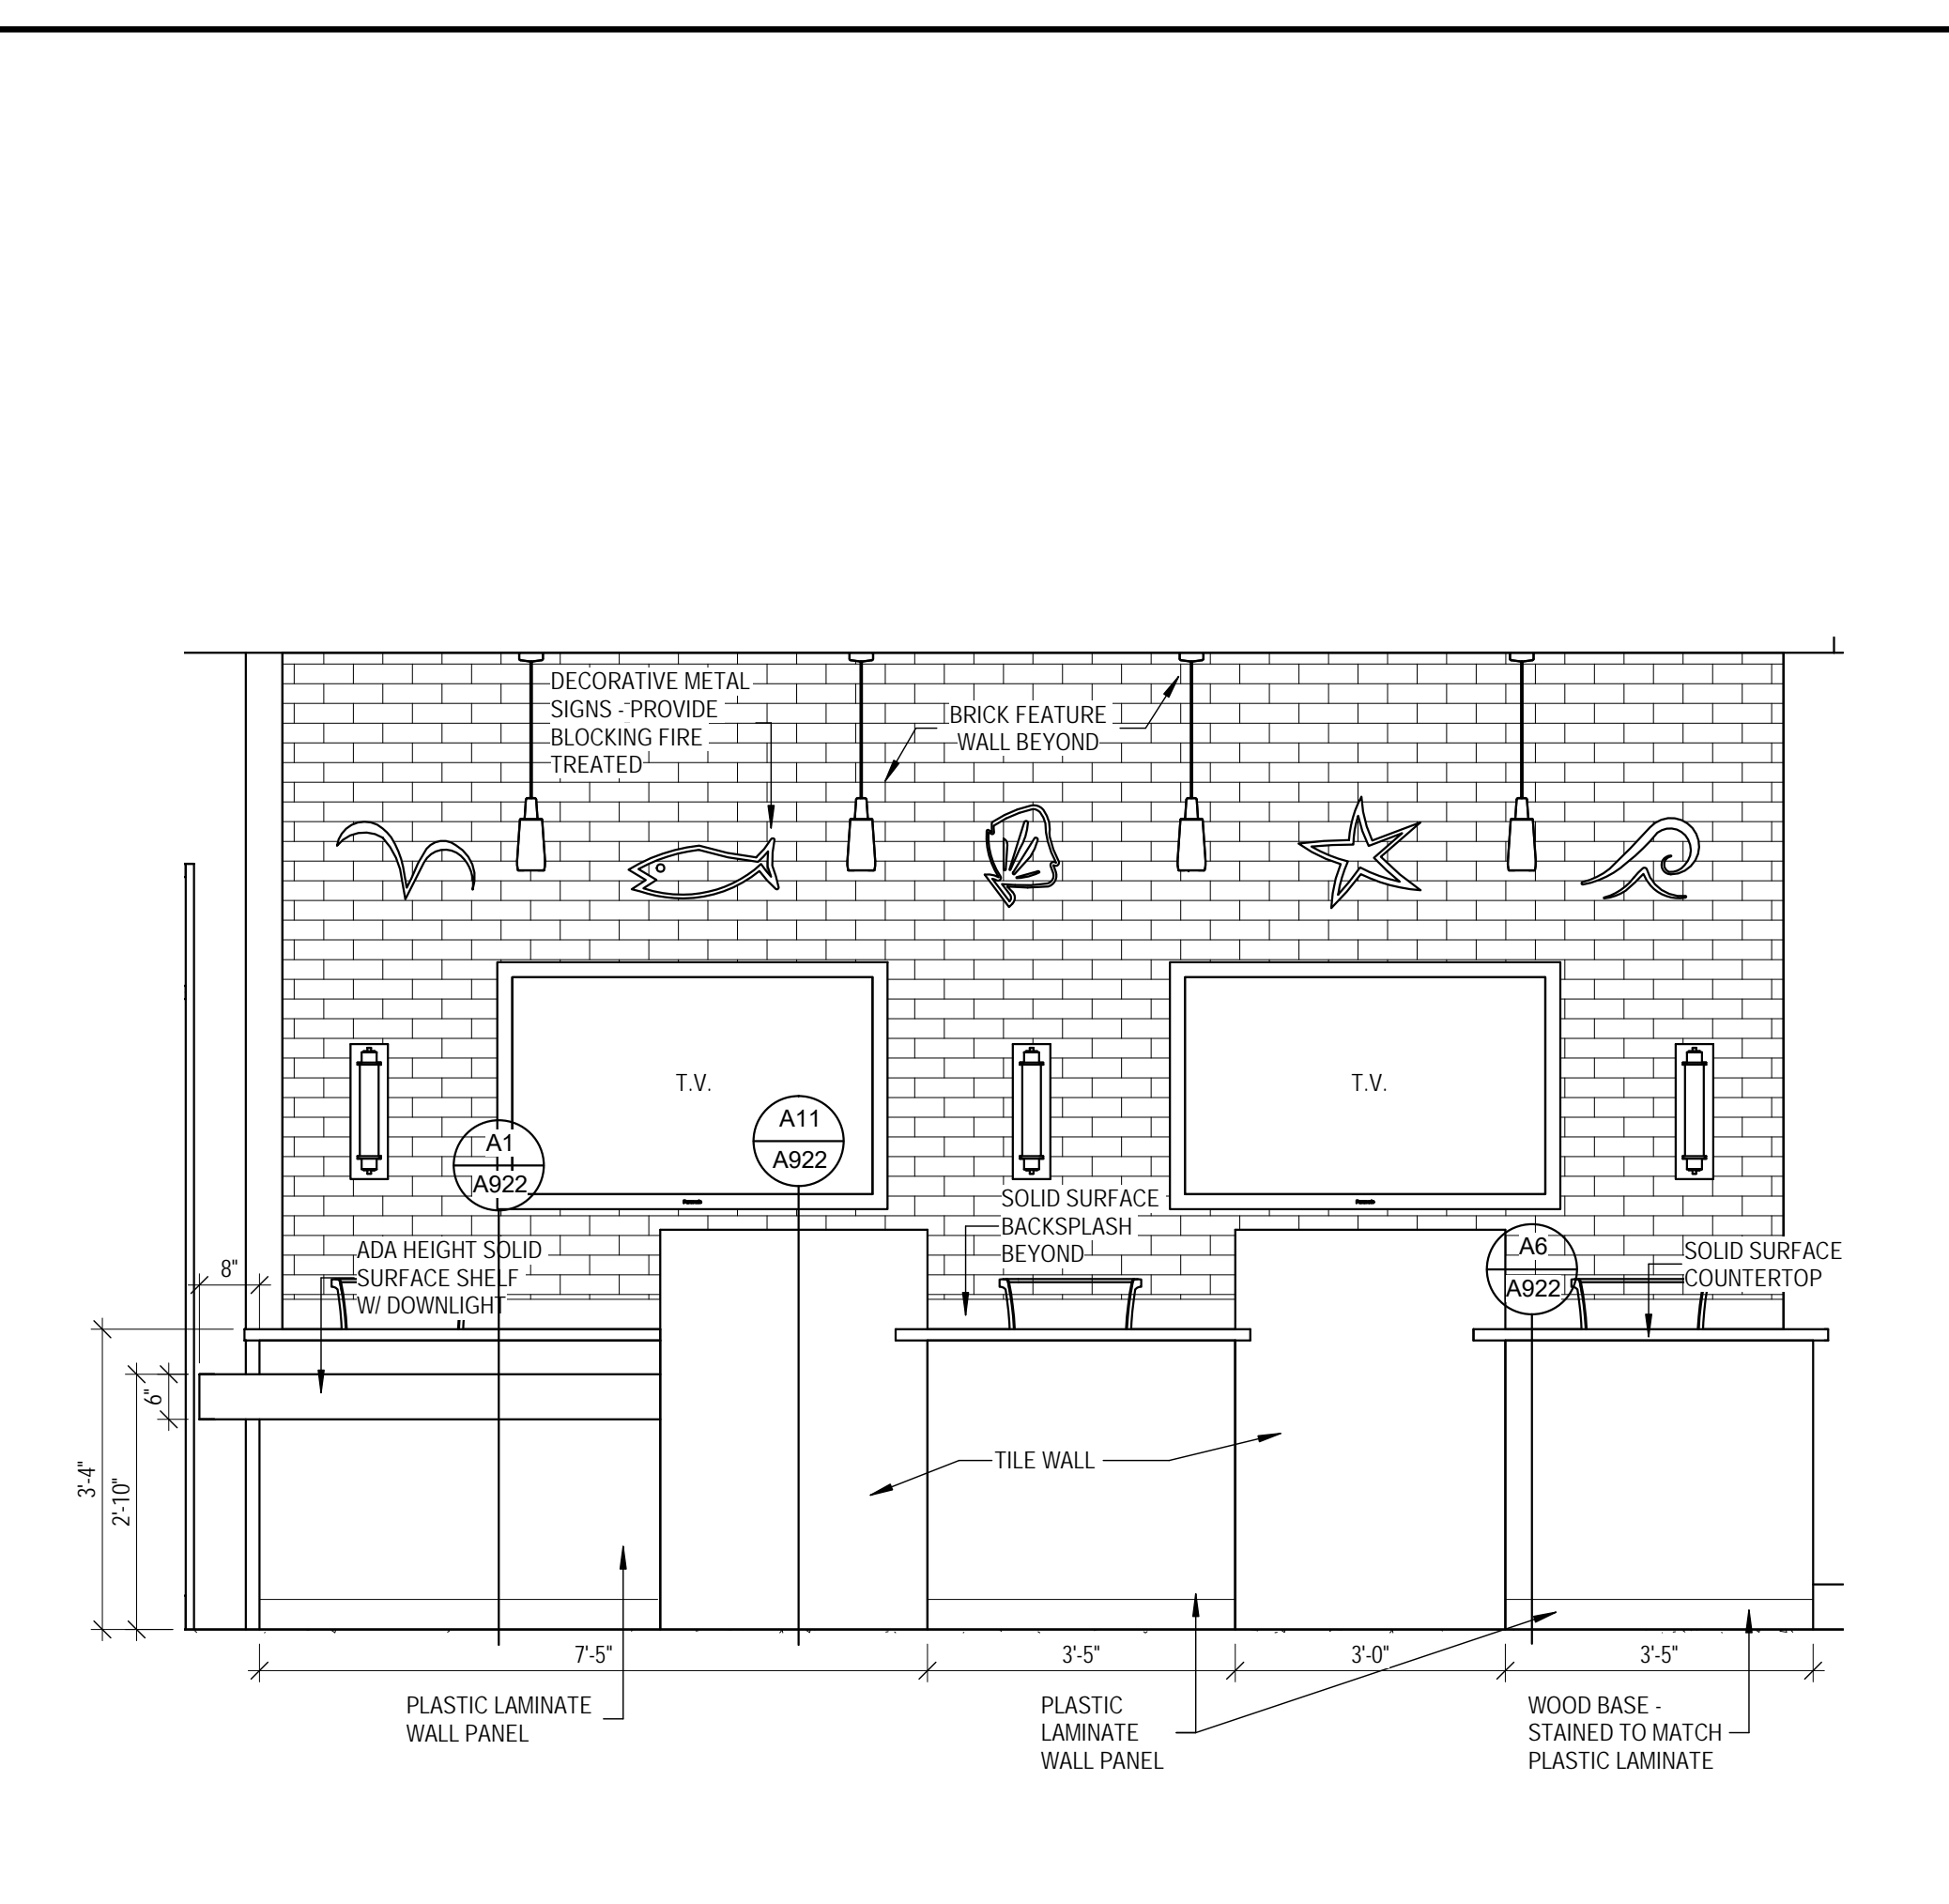 DECORATIVE METAL
SIGNS - PROVIDE
BLOCKING FIRE
TREATED
BRICK FEATURE
WALL BEYOND
T.V.
T.V.
A1
A922
A11
A922
SOLID SURFACE
BACKSPLASH
BEYOND
A6
A922
SOLID SURFACE
COUNTERTOP
ADA HEIGHT SOLID
SURFACE SHELF
W/ DOWNLIGHT
8"
6"
3'-4"
2'-10"
TILE WALL
7'-5"
3'-5"
3'-0"
3'-5"
PLASTIC LAMINATE
WALL PANEL
PLASTIC
LAMINATE
WALL PANEL
WOOD BASE -
STAINED TO MATCH
PLASTIC LAMINATE